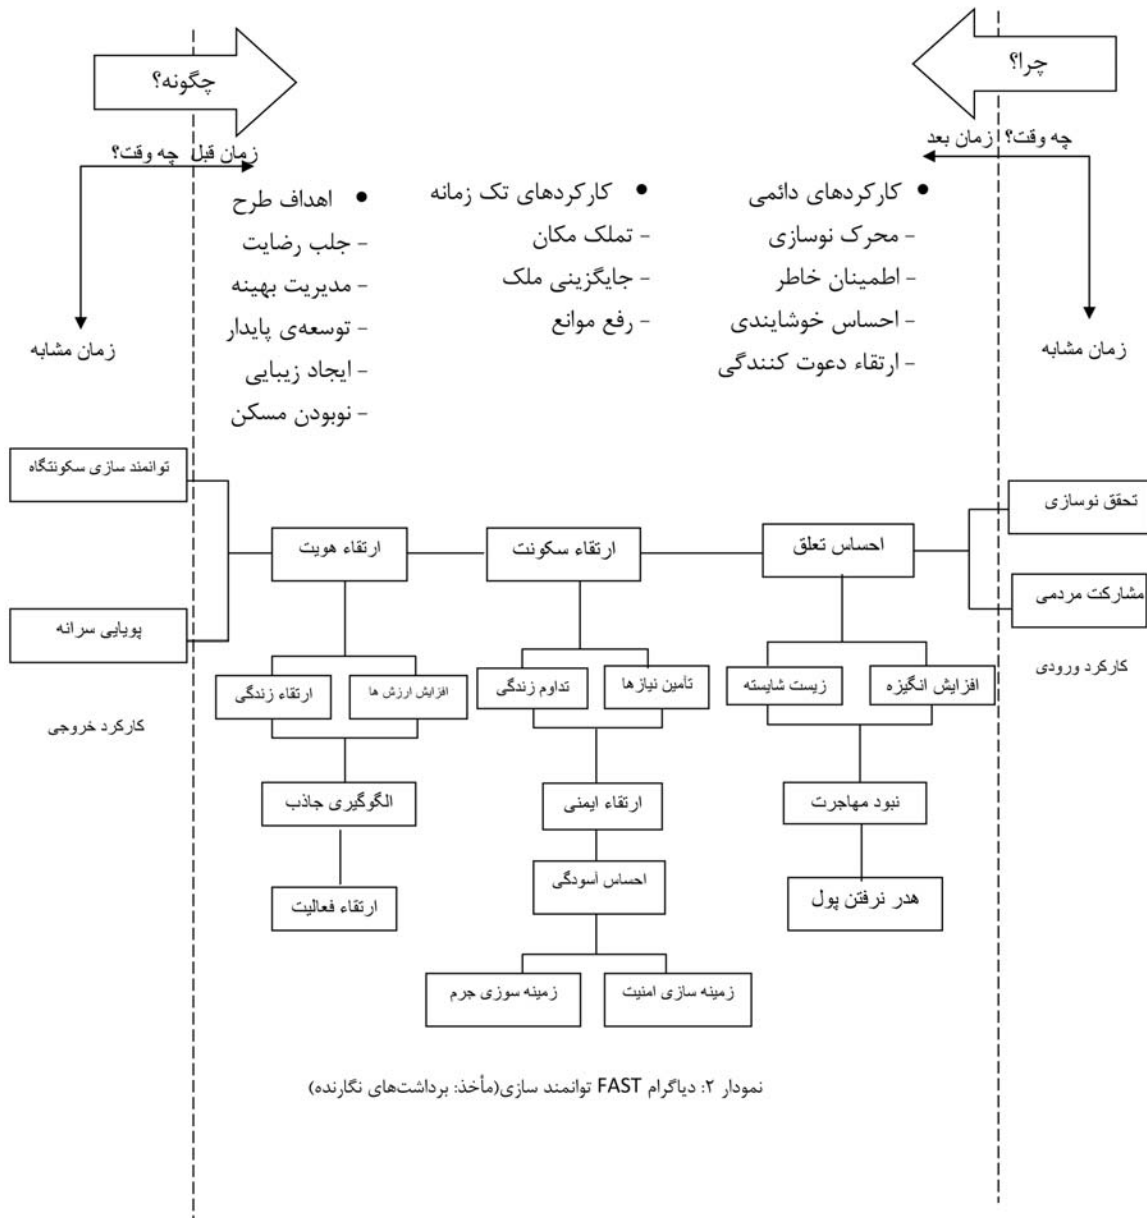 چرا؟
چگونه؟
چه وقت؟ زمان بعد
زمان قبل چه وقت؟
زمان مشابه
زمان مشابه
• کارکردهای دائمی
- محرک نوسازی
- اطمینان خاطر
- احساس خوشایندی
- ارتقاء دعوت کنندگی
• کارکردهای تک زمانه
- تملک مکان
- جایگزینی ملک
- رفع موانع
• اهداف طرح
- جلب رضایت
- مدیریت بهینه
- توسعه‌ی پایدار
- ایجاد زیبایی
- نوبودن مسکن
تحقق نوسازی
مشارکت مردمی
کارکرد ورودی
احساس تعلق
ارتقاء سکونت
ارتقاء هویت
توانمند سازی سکونتگاه
پویایی سرانه
کارکرد خروجی
افزایش انگیزه
زیست شایسته
تأمین نیازها
تداوم زندگی
افزایش ارزش ها
ارتقاء زندگی
نبود مهاجرت
ارتقاء ایمنی
الگوگیری جاذب
هدر نرفتن پول
احساس آسودگی
ارتقاء فعالیت
زمینه سازی امنیت
زمینه سوزی جرم
نمودار ۲: دیاگرام FAST توانمند سازی(مأخذ: برداشت‌های نگارنده)